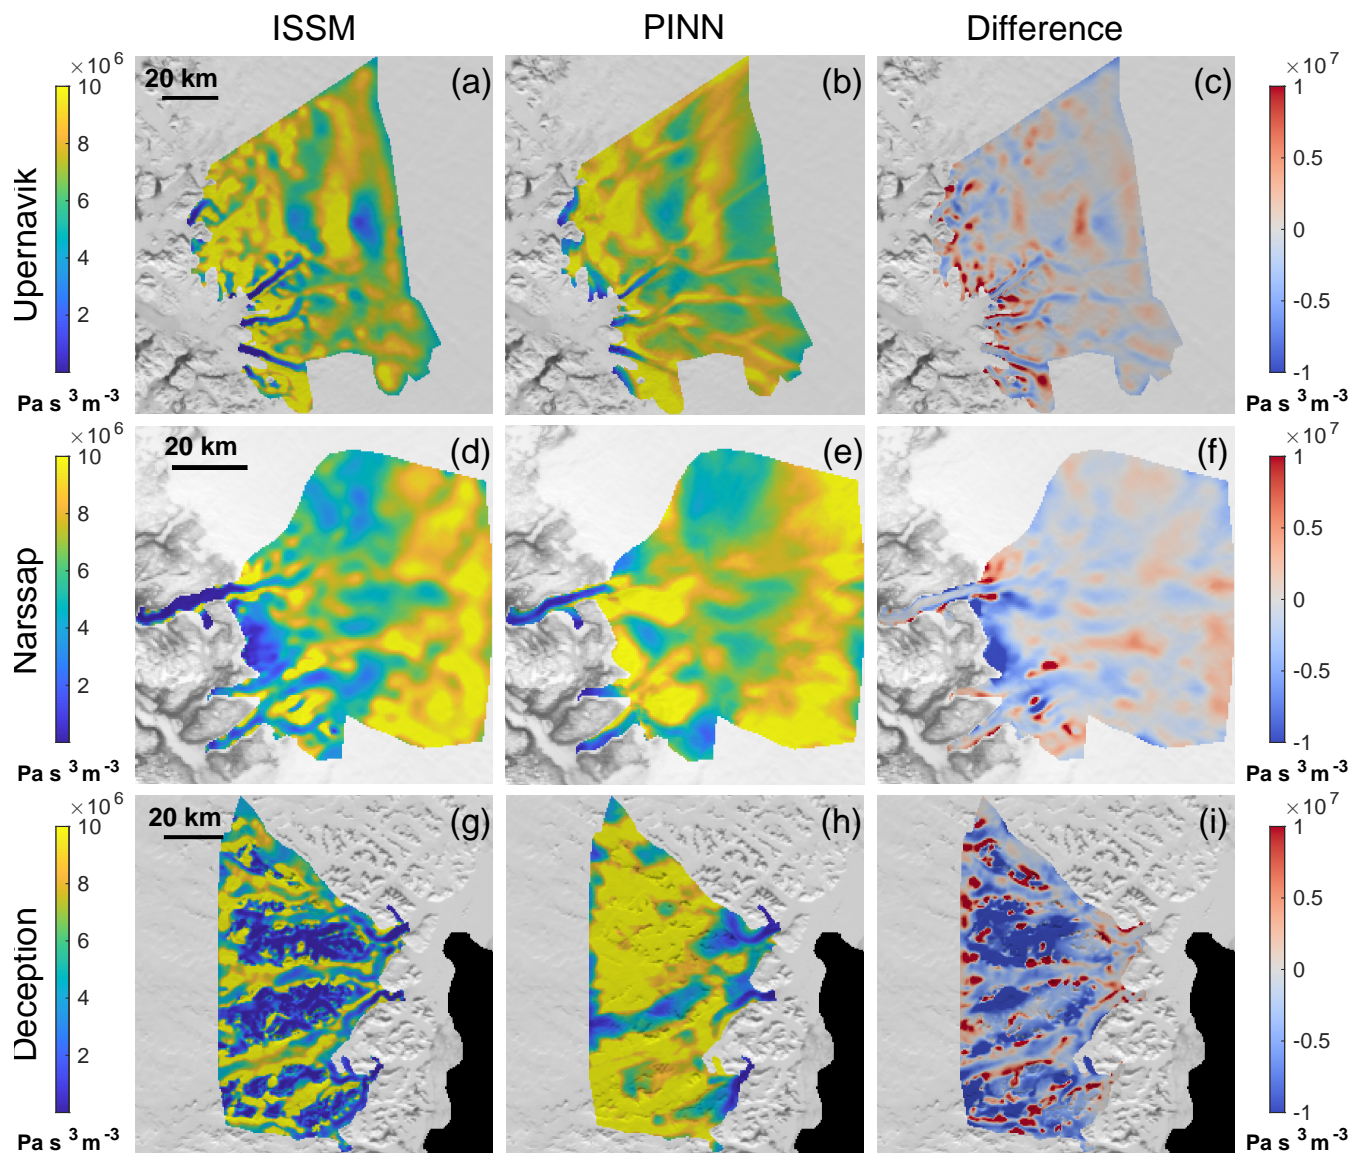 ISSM PINN Difference
×10 6 20 km (a) (b) (c) ×10 7
10 8 6 4 2
1 0.5 0 -0.5 -1
Upernavik
Pa s 3 m -3 Pa s 3 m -3
×10 6 20 km (d) (e) (f) ×10 7
10 8 6 4 2
1 0.5 0 -0.5 -1
Narssap
Pa s 3 m -3 Pa s 3 m -3
×10 6 20 km (g) (h) (i) ×10 7
10 8 6 4 2
1 0.5 0 -0.5 -1
Deception
Pa s 3 m -3 Pa s 3 m -3